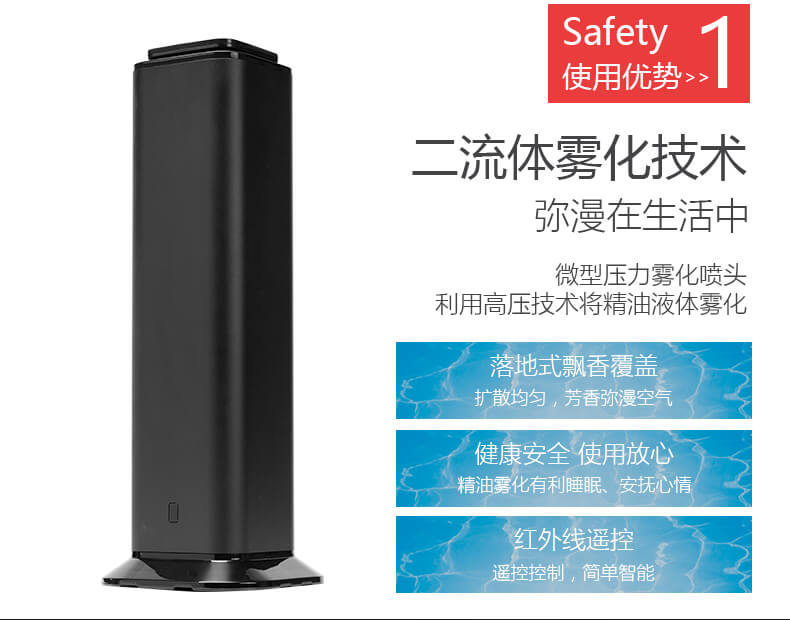 Safety
使用优势>> 1
二流体雾化技术
弥漫在生活中
微型压力雾化喷头
利用高压技术将精油液体雾化
落地式飘香覆盖
扩散均匀，芳香弥漫空气
健康安全 使用放心
精油雾化有利睡眠、安抚心情
红外线遥控
遥控控制，简单智能